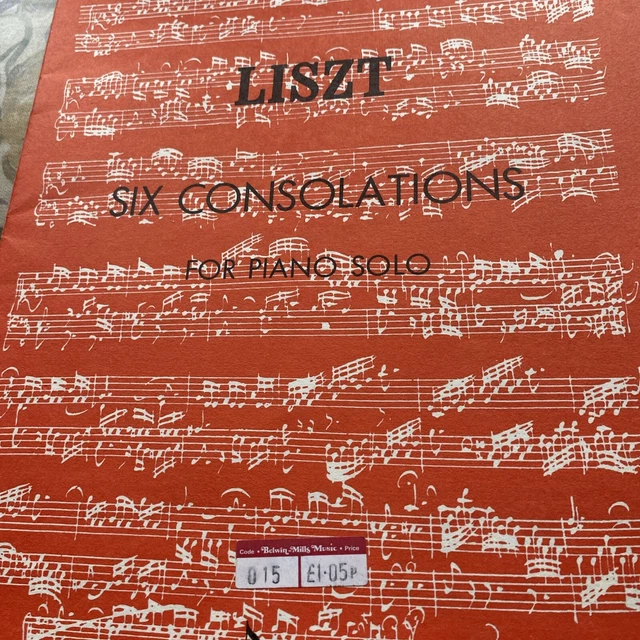 LISZT
SIX CONSOLATIONS
FOR PIANO SOLO
Code • Belwin-Mills Music • Price
015 £1.05P